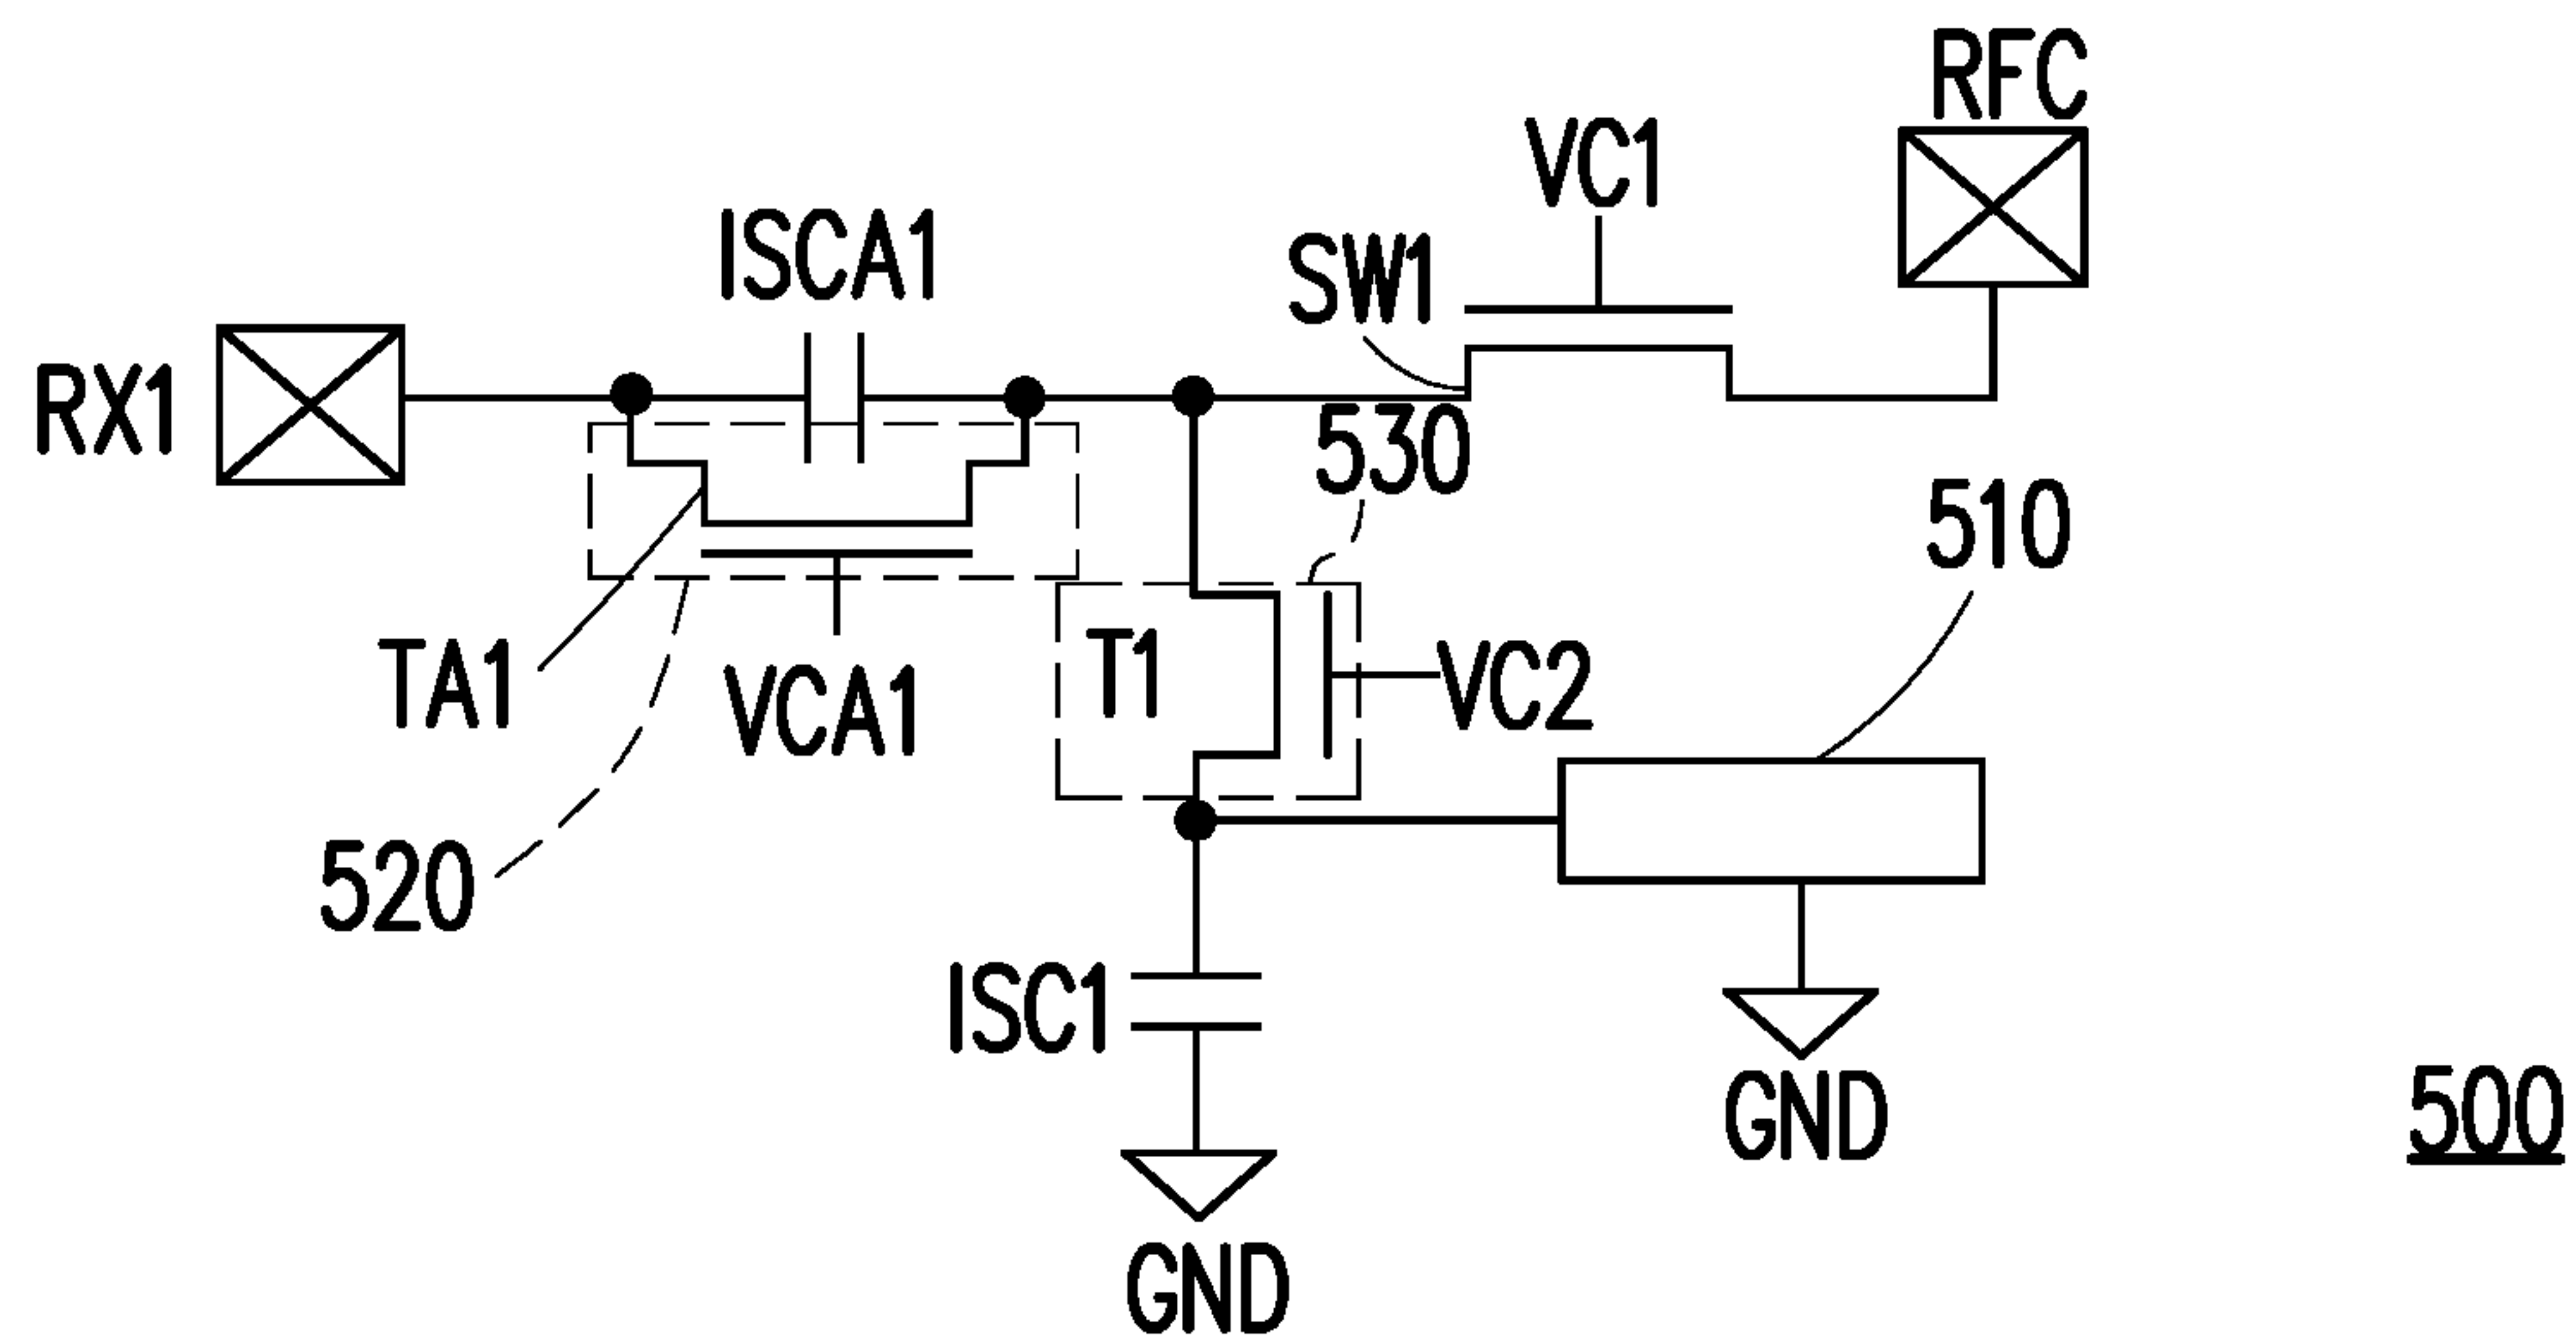 RFC
VC1
ISCA1
SW1
RX1
530
510
TA1
T1
VC2
VCA1
520
ISC1
GND
500
GND